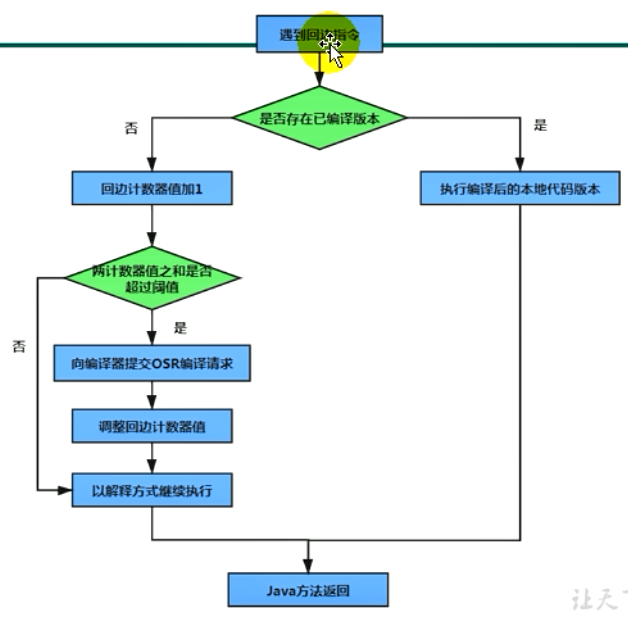 遇到回边指令
是否存在已编译版本
否
是
回边计数器值加1
执行编译后的本地代码版本
两计数器值之和是否
超过阈值
是
否
向编译器提交OSR编译请求
调整回边计数器值
以解释方式继续执行
Java方法返回
让天